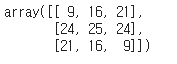 array([[ 9, 16, 21],
       [24, 25, 24],
       [21, 16,  9]])